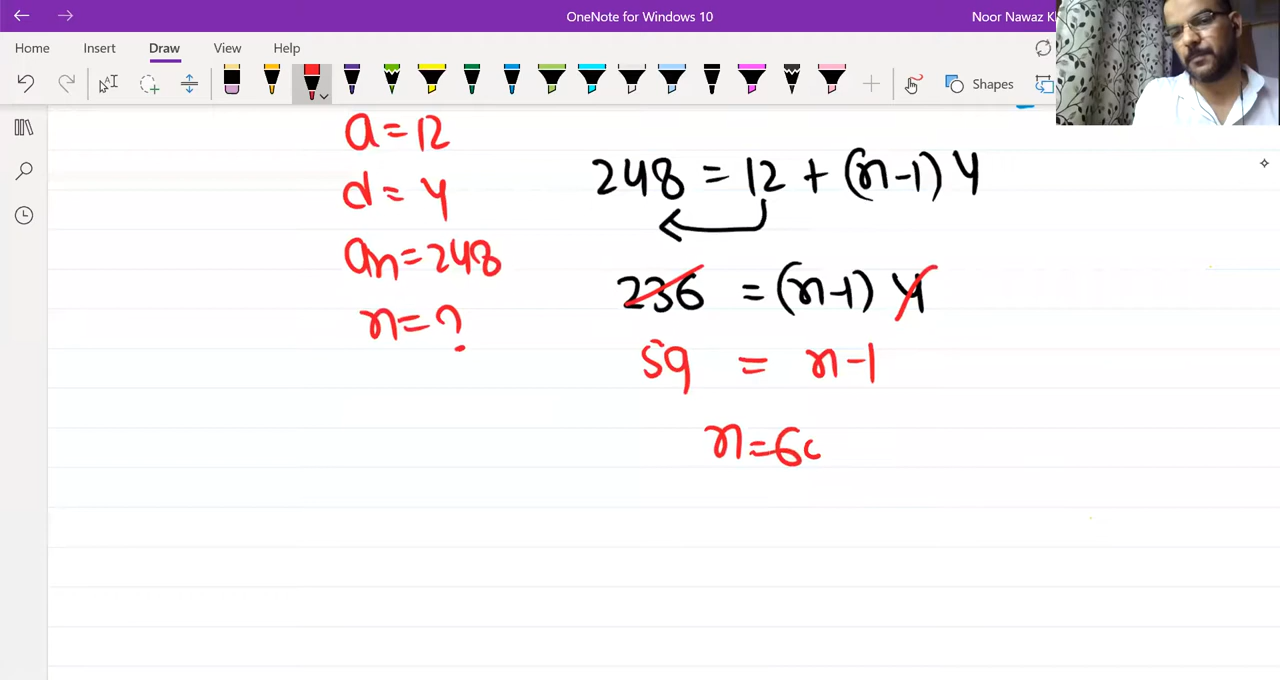 OneNote for Windows 10
Noor Nawaz K
Home Insert Draw View Help
Shapes
a = 12
d = 4
an = 248
n = ?
248 = 12 + (n-1) 4
236 = (n-1) 4
59 = n-1
n = 6